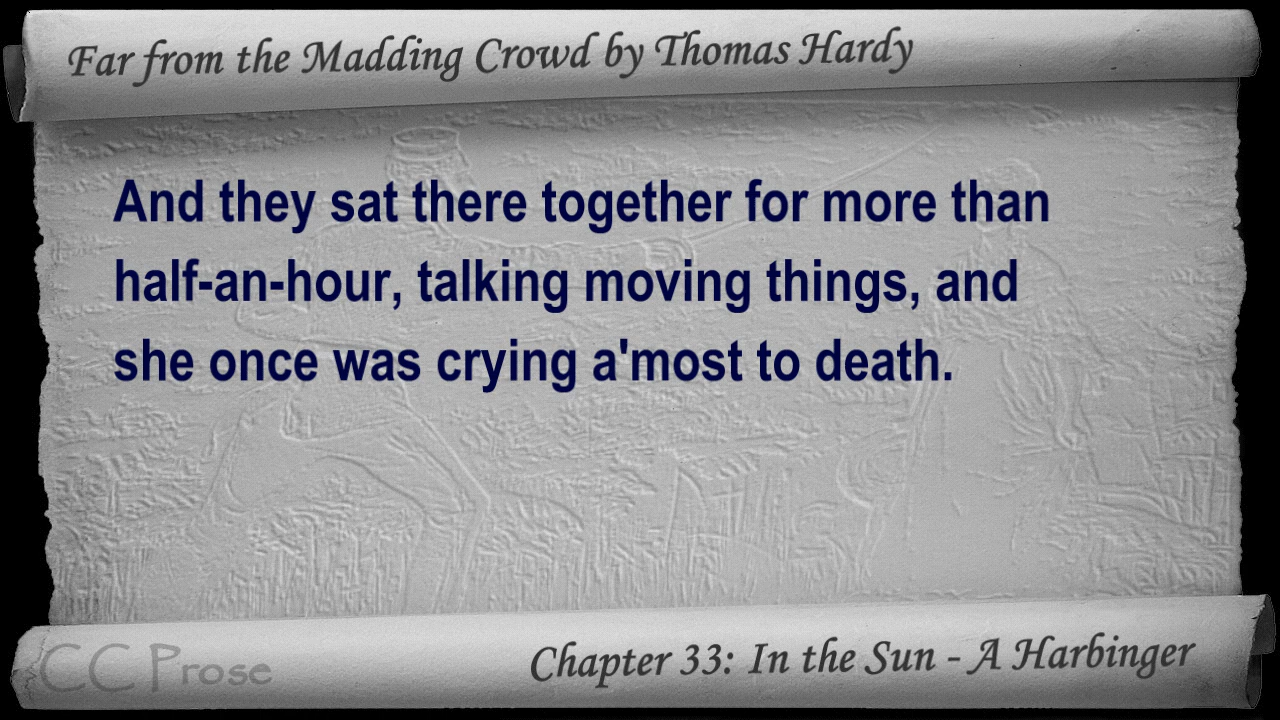 Far from the Madding Crowd by Thomas Hardy
And they sat there together for more than
half-an-hour, talking moving things, and
she once was crying a'most to death.
CC Prose
Chapter 33: In the Sun - A Harbinger